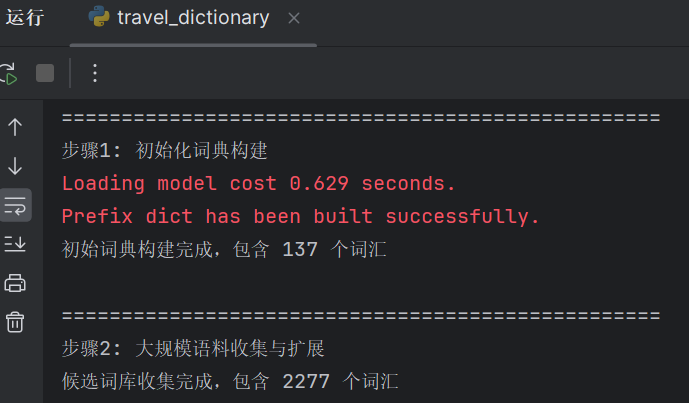 运行
travel_dictionary
==================================================
步骤1: 初始化词典构建
Loading model cost 0.629 seconds.
Prefix dict has been built successfully.
初始词典构建完成，包含 137 个词汇
==================================================
步骤2: 大规模语料收集与扩展
候选词库收集完成，包含 2277 个词汇